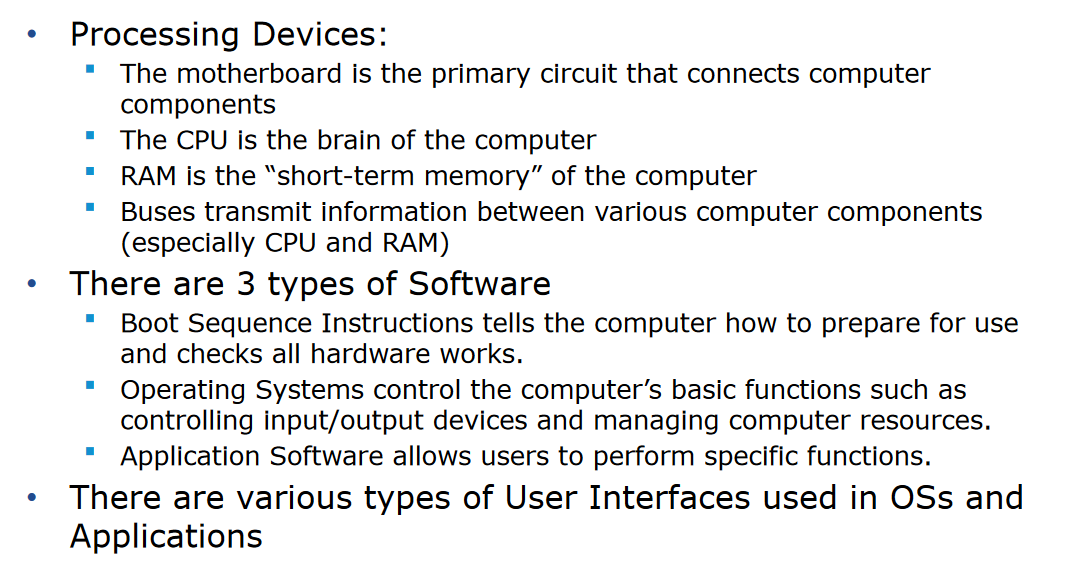 • Processing Devices:
▪ The motherboard is the primary circuit that connects computer
components
▪ The CPU is the brain of the computer
▪ RAM is the “short-term memory” of the computer
▪ Buses transmit information between various computer components
(especially CPU and RAM)
• There are 3 types of Software
▪ Boot Sequence Instructions tells the computer how to prepare for use
and checks all hardware works.
▪ Operating Systems control the computer’s basic functions such as
controlling input/output devices and managing computer resources.
▪ Application Software allows users to perform specific functions.
• There are various types of User Interfaces used in OSs and
Applications